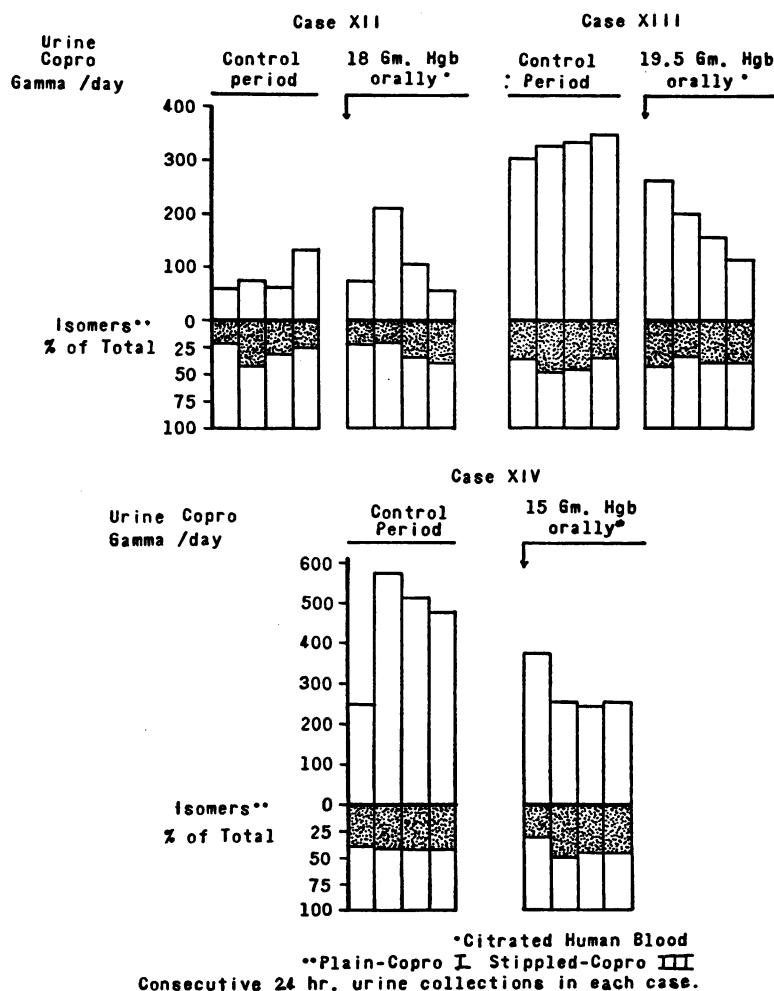 Case XII
Case XIII
Urine
Copro
Gamma /day
Control
period
18 Gm. Hgb
orally*
Control
: Period
19.5 Gm. Hgb
orally*
400
300
200
100
0
Isomers**
% of Total
25
50
75
100
Case XIV
Urine Copro
Gamma /day
Control
Period
15 Gm. Hgb
orally*
600
500
400
300
200
100
0
Isomers**
% of Total
25
50
75
100
*Citrated Human Blood
**Plain-Copro I Stippled-Copro III
Consecutive 24 hr. urine collections in each case.